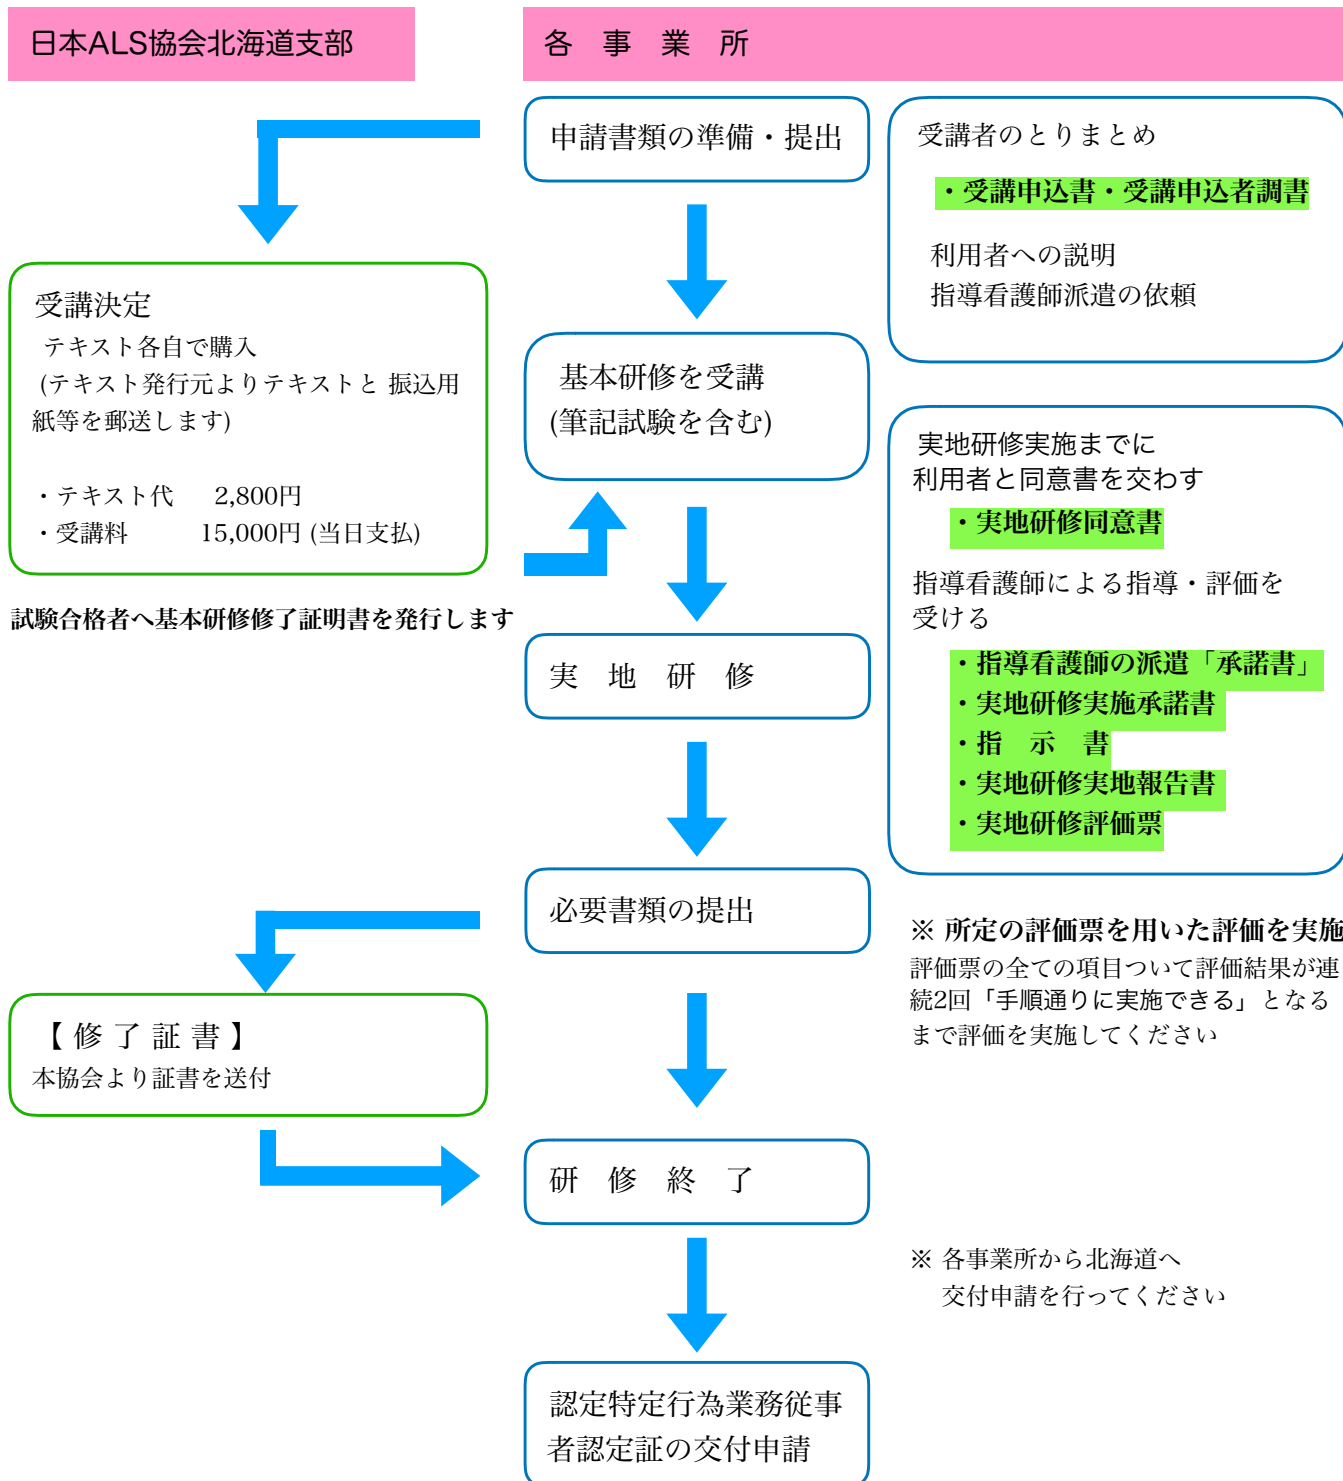 日本ALS協会北海道支部
各　事　業　所
申請書類の準備・提出
受講者のとりまとめ
・受講申込書・受講申込者調書
利用者への説明
指導看護師派遣の依頼
受講決定
テキスト各自で購入
(テキスト発行元よりテキストと 振込用
紙等を郵送します)
・テキスト代　2,800円
・受講料　15,000円 (当日支払)
試験合格者へ基本研修修了証明書を発行します
基本研修を受講
(筆記試験を含む)
実地研修実施までに
利用者と同意書を交わす
・実地研修同意書
指導看護師による指導・評価を
受ける
・指導看護師の派遣「承諾書」
・実地研修実施承諾書
・指　示　書
・実地研修実地報告書
・実地研修評価票
実　地　研　修
必要書類の提出
※ 所定の評価票を用いた評価を実施
評価票の全ての項目ついて評価結果が連
続2回「手順通りに実施できる」となる
まで評価を実施してください
【 修 了 証 書 】
本協会より証書を送付
研　修　終　了
※ 各事業所から北海道へ
交付申請を行ってください
認定特定行為業務従事
者認定証の交付申請